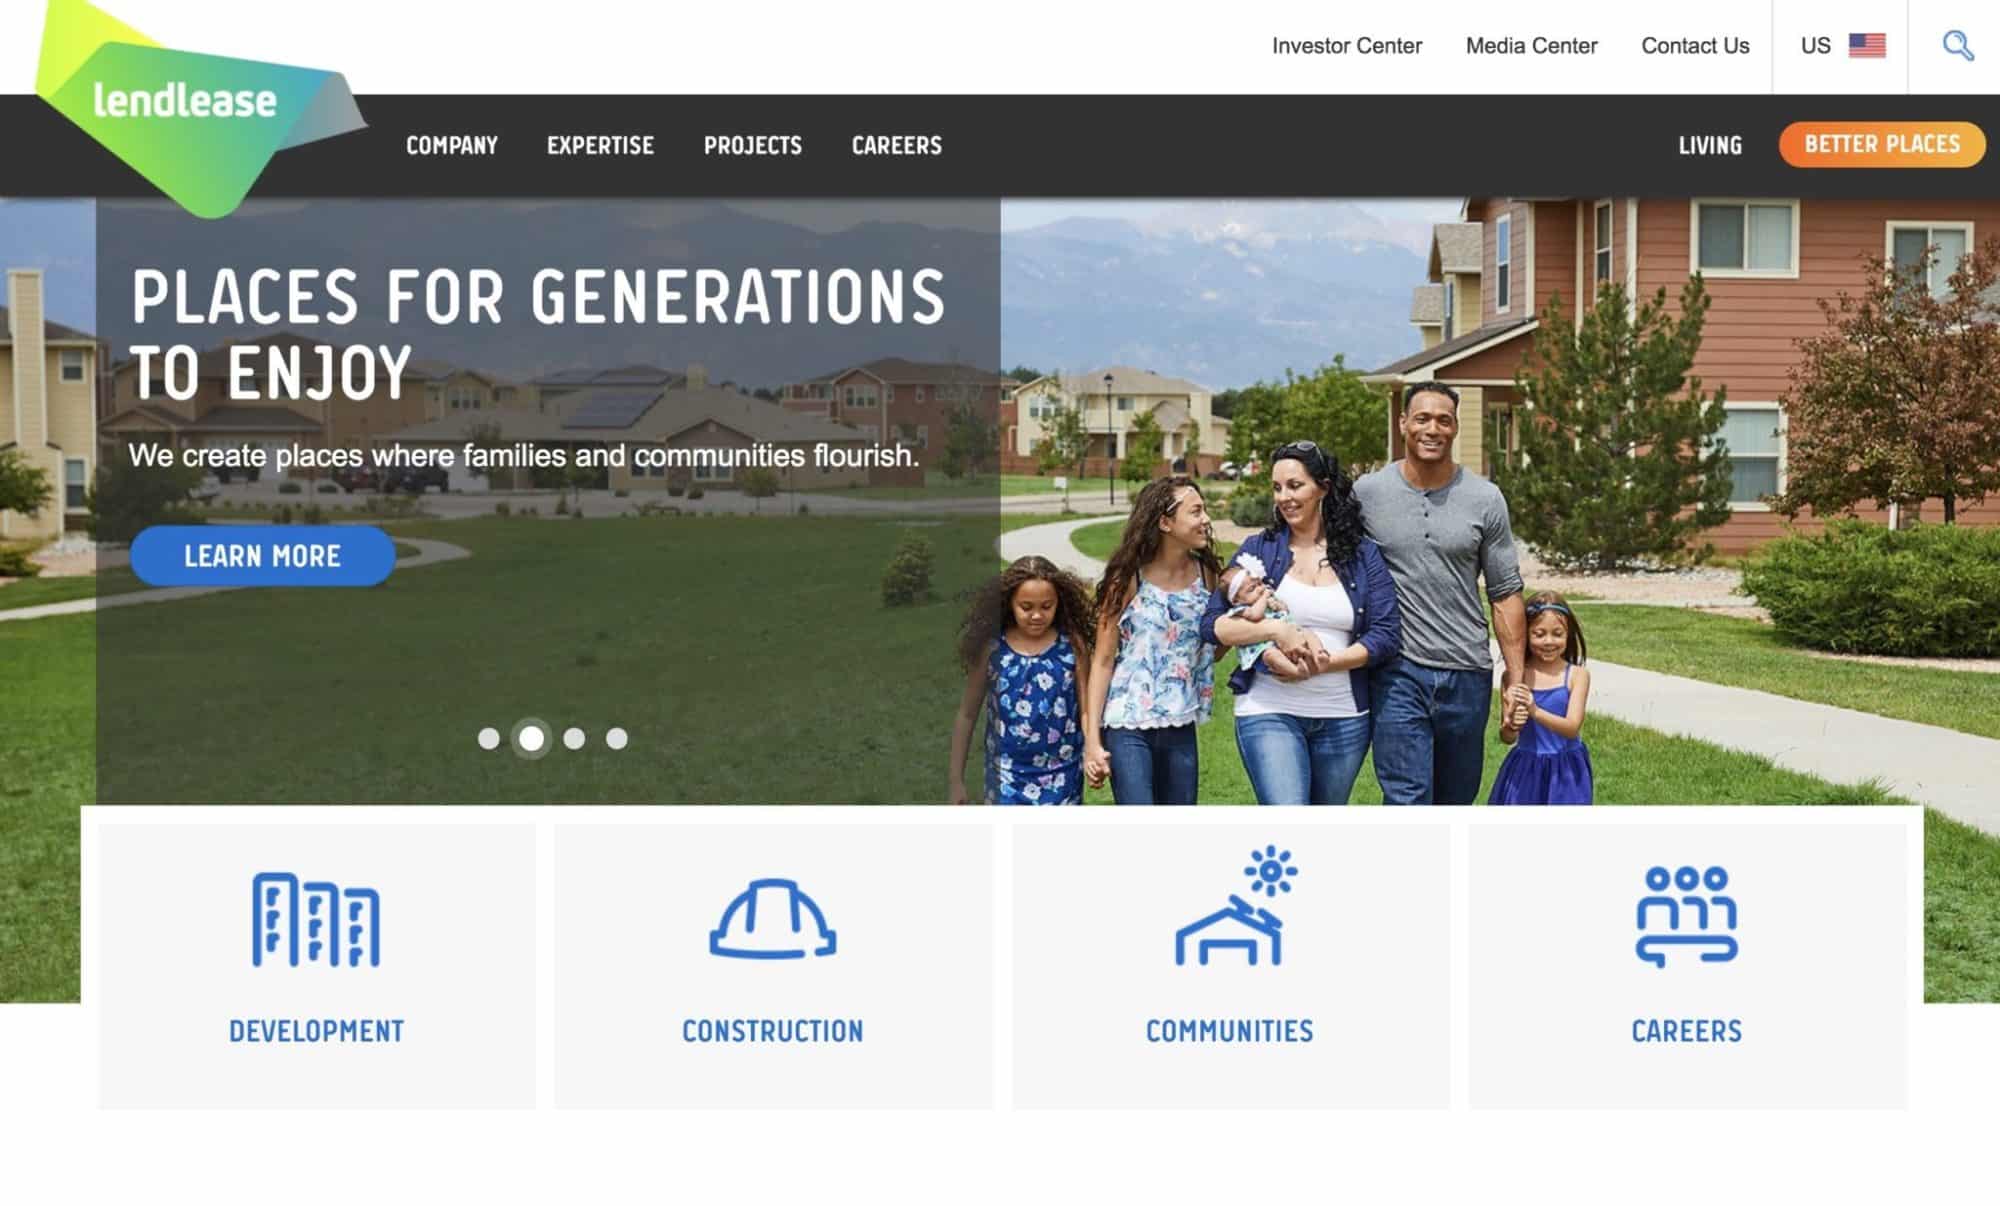 Investor Center
Media Center
Contact Us
US
lendlease
COMPANY
EXPERTISE
PROJECTS
CAREERS
LIVING
BETTER PLACES
PLACES FOR GENERATIONS
TO ENJOY
We create places where families and communities flourish.
LEARN MORE
DEVELOPMENT
CONSTRUCTION
COMMUNITIES
CAREERS